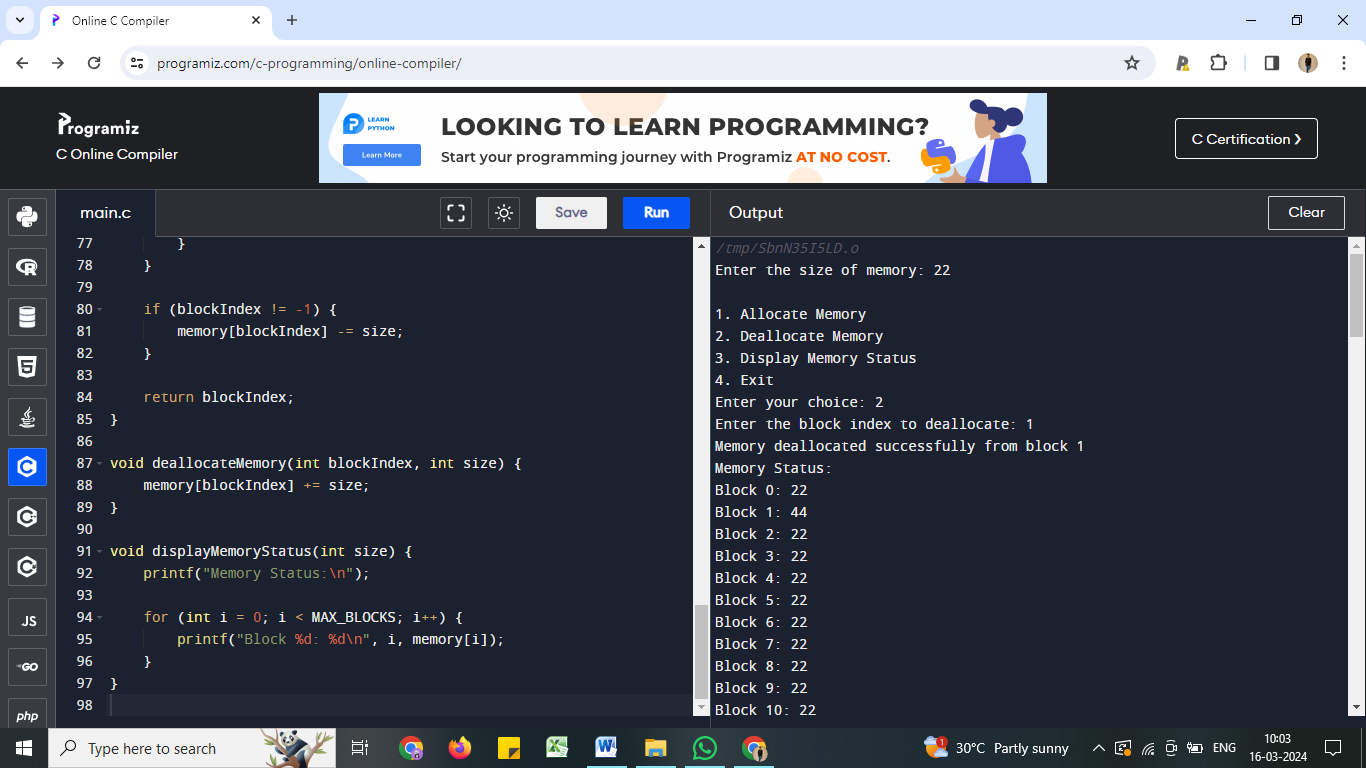 Online C Compiler
programiz.com/c-programming/online-compiler/
Programiz
C Online Compiler
LEARN
PYTHON
Learn More
LOOKING TO LEARN PROGRAMMING?
Start your programming journey with Programiz AT NO COST.
C Certification ❯
main.c
Save
Run
Output
Clear
77 }
78 }
79
80 if (blockIndex != -1) {
81 memory[blockIndex] -= size;
82 }
83
84 return blockIndex;
85 }
86
87 void deallocateMemory(int blockIndex, int size) {
88 memory[blockIndex] += size;
89 }
90
91 void displayMemoryStatus(int size) {
92 printf("Memory Status:\n");
93
94 for (int i = 0; i < MAX_BLOCKS; i++) {
95 printf("Block %d: %d\n", i, memory[i]);
96 }
97 }
98
/tmp/SbnN35I5LD.o
Enter the size of memory: 22
1. Allocate Memory
2. Deallocate Memory
3. Display Memory Status
4. Exit
Enter your choice: 2
Enter the block index to deallocate: 1
Memory deallocated successfully from block 1
Memory Status:
Block 0: 22
Block 1: 44
Block 2: 22
Block 3: 22
Block 4: 22
Block 5: 22
Block 6: 22
Block 7: 22
Block 8: 22
Block 9: 22
Block 10: 22
JS
GO
php
Type here to search
1
30°C Partly sunny
ENG
10:03
16-03-2024